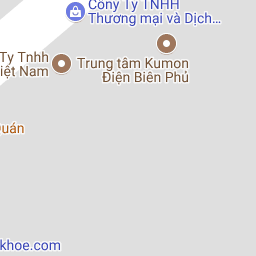 Công Ty TNHH
Thương mại và Dịch…
Ty Tnhh
iệt Nam
Trung tâm Kumon
Điện Biên Phủ
Quán
khoe.com